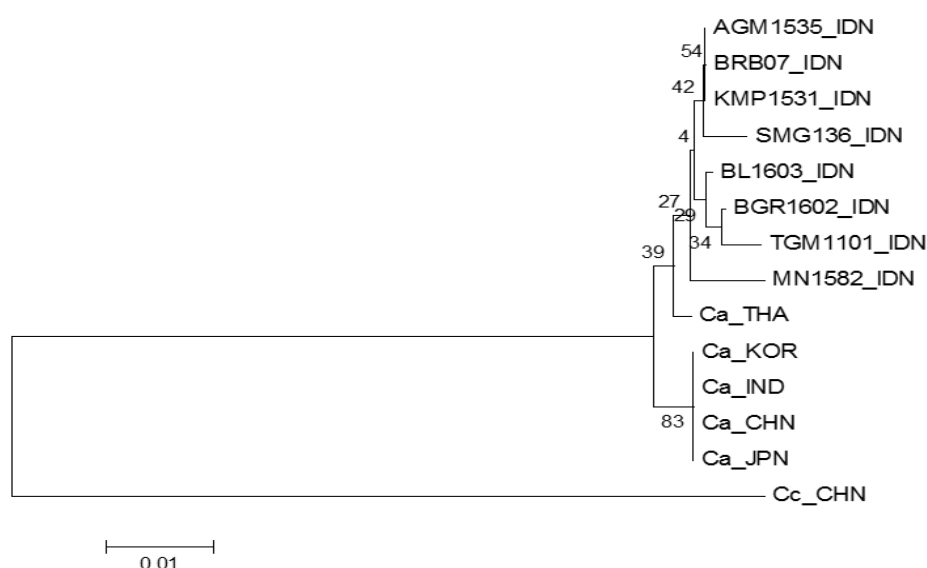 AGM1535_IDN
54
BRB07_IDN
42
KMP1531_IDN
4
SMG136_IDN
BL1603_IDN
27
BGR1602_IDN
29
34
TGM1101_IDN
39
MN1582_IDN
Ca_THA
Ca_KOR
Ca_IND
83
Ca_CHN
Ca_JPN
Cc_CHN
0.01